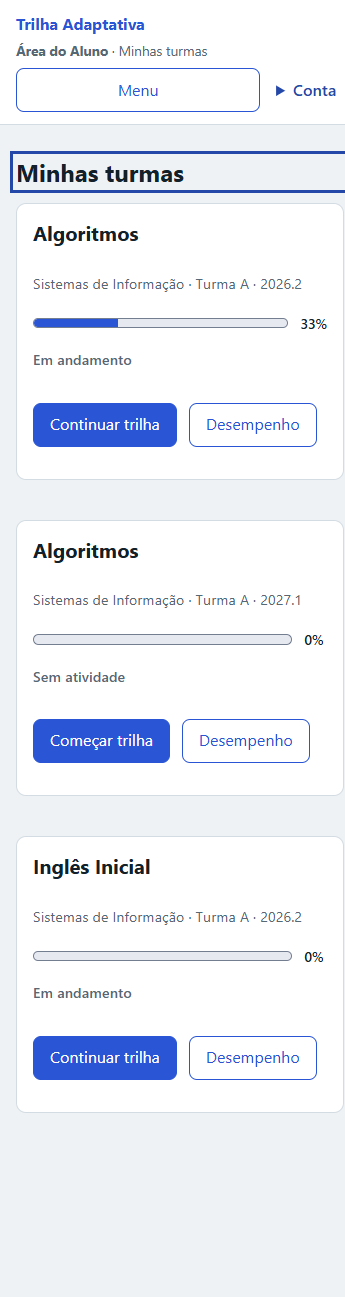 Trilha Adaptativa
Área do Aluno · Minhas turmas
Menu
▶ Conta
Minhas turmas
Algoritmos
Sistemas de Informação · Turma A · 2026.2
33%
Em andamento
Continuar trilha
Desempenho
Algoritmos
Sistemas de Informação · Turma A · 2027.1
0%
Sem atividade
Começar trilha
Desempenho
Inglês Inicial
Sistemas de Informação · Turma A · 2026.2
0%
Em andamento
Continuar trilha
Desempenho